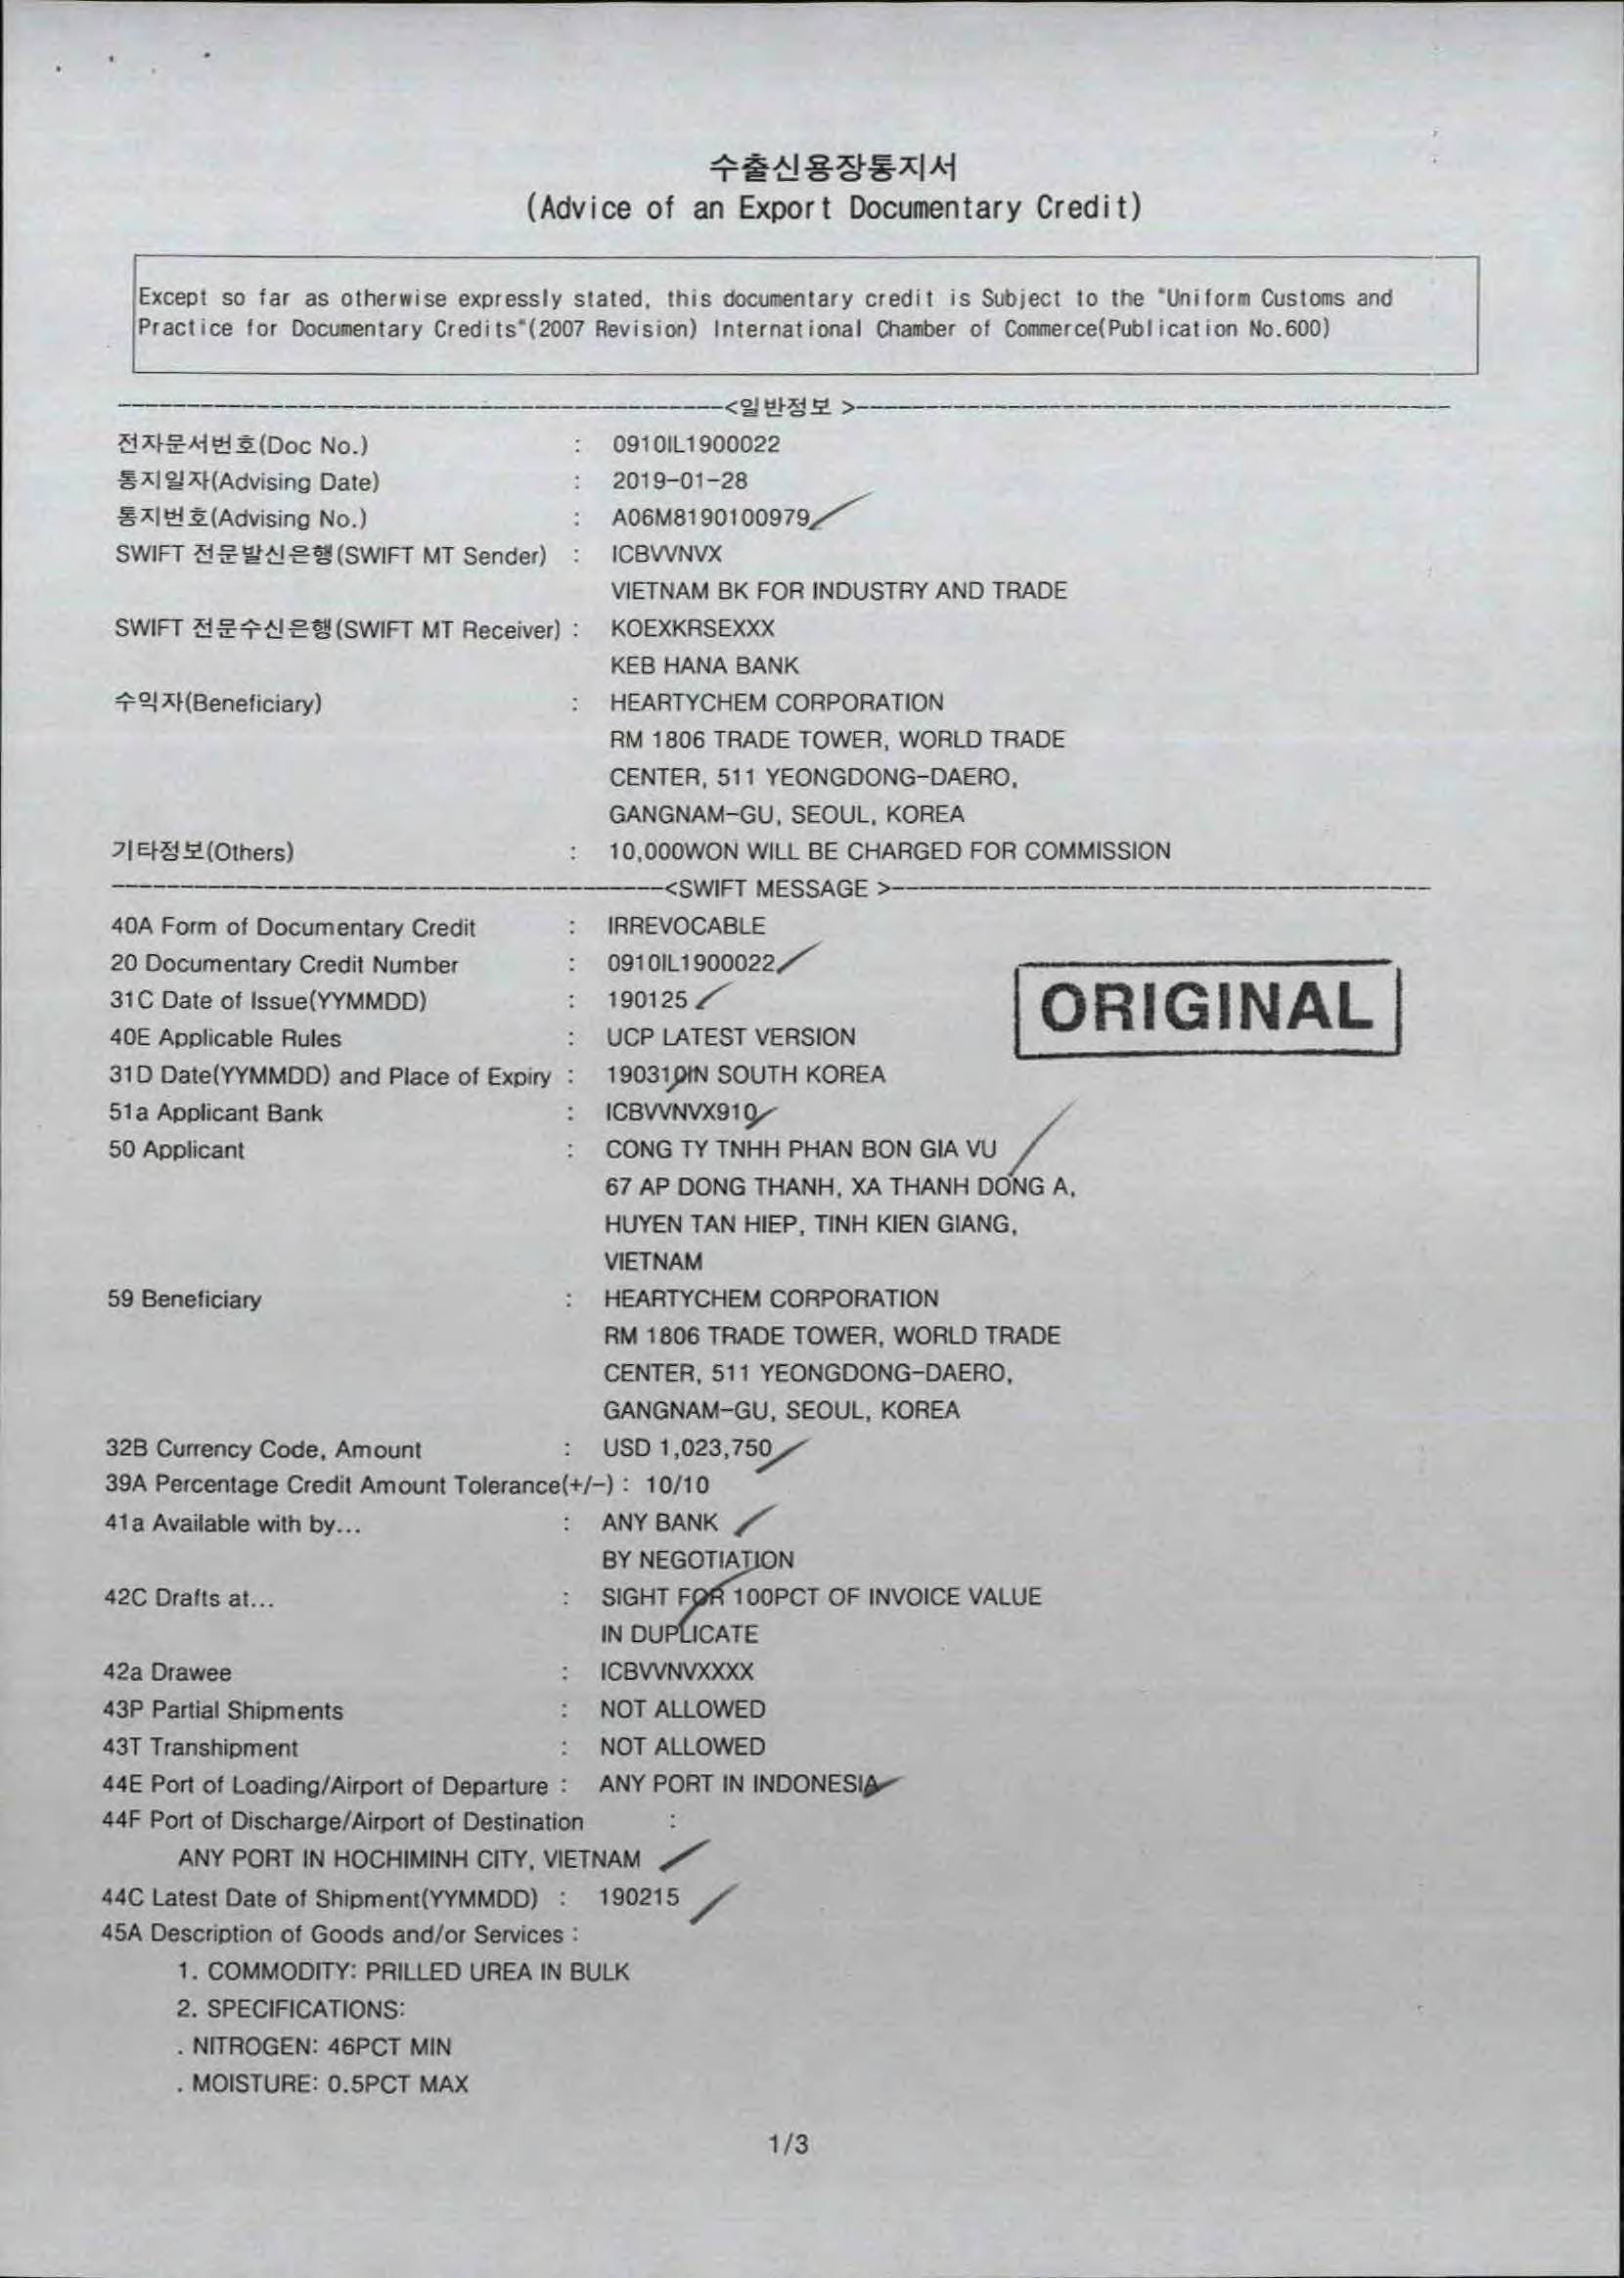 수출신용장통지서
(Advice of an Export Documentary Credit)
Except so far as otherwise expressly stated, this documentary credit is Subject to the "Uniform Customs and
Practice for Documentary Credits"(2007 Revision) International Chamber of Commerce(Publication No.600)
<일반정보 >
전자문서번호(Doc No.) : 0910IL1900022
통지일자(Advising Date) : 2019-01-28
통지번호(Advising No.) : A06M8190100979
SWIFT 전문발신은행(SWIFT MT Sender) : ICBVVNVX
VIETNAM BK FOR INDUSTRY AND TRADE
SWIFT 전문수신은행(SWIFT MT Receiver) : KOEXKRSEXXX
KEB HANA BANK
수익자(Beneficiary) : HEARTYCHEM CORPORATION
RM 1806 TRADE TOWER, WORLD TRADE
CENTER, 511 YEONGDONG-DAERO,
GANGNAM-GU, SEOUL, KOREA
기타정보(Others) : 10,000WON WILL BE CHARGED FOR COMMISSION
<SWIFT MESSAGE >
40A Form of Documentary Credit : IRREVOCABLE
20 Documentary Credit Number : 0910IL1900022
31C Date of Issue(YYMMDD) : 190125
ORIGINAL
40E Applicable Rules : UCP LATEST VERSION
31D Date(YYMMDD) and Place of Expiry : 190310IN SOUTH KOREA
51a Applicant Bank : ICBVVNVX910
50 Applicant : CONG TY TNHH PHAN BON GIA VU
67 AP DONG THANH, XA THANH DONG A,
HUYEN TAN HIEP, TINH KIEN GIANG,
VIETNAM
59 Beneficiary : HEARTYCHEM CORPORATION
RM 1806 TRADE TOWER, WORLD TRADE
CENTER, 511 YEONGDONG-DAERO,
GANGNAM-GU, SEOUL, KOREA
32B Currency Code, Amount : USD 1,023,750
39A Percentage Credit Amount Tolerance(+/-) : 10/10
41a Available with by... : ANY BANK
BY NEGOTIATION
42C Drafts at... : SIGHT FOR 100PCT OF INVOICE VALUE
IN DUPLICATE
42a Drawee : ICBVVNVXXXX
43P Partial Shipments : NOT ALLOWED
43T Transhipment : NOT ALLOWED
44E Port of Loading/Airport of Departure : ANY PORT IN INDONESIA
44F Port of Discharge/Airport of Destination :
ANY PORT IN HOCHIMINH CITY, VIETNAM
44C Latest Date of Shipment(YYMMDD) : 190215
45A Description of Goods and/or Services :
1. COMMODITY: PRILLED UREA IN BULK
2. SPECIFICATIONS:
. NITROGEN: 46PCT MIN
. MOISTURE: 0.5PCT MAX
1/3